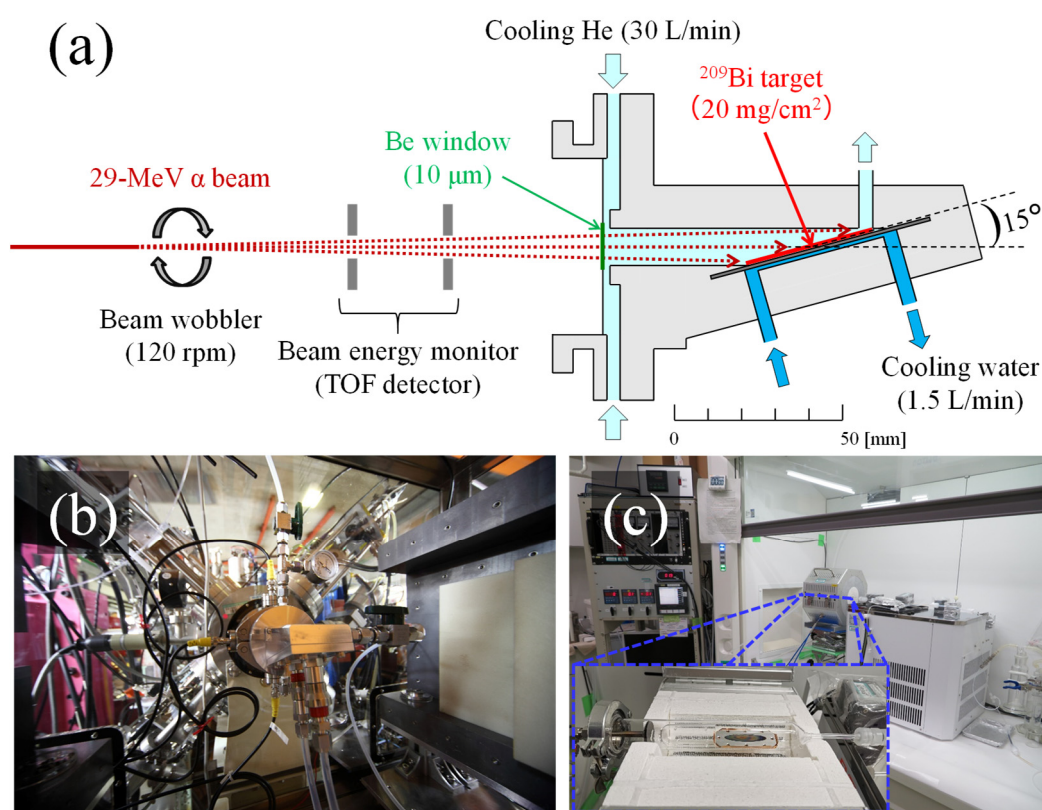 (a)
Cooling He (30 L/min)
²⁰⁹Bi target
(20 mg/cm²)
Be window
(10 μm)
29-MeV α beam
15°
Beam wobbler
(120 rpm)
Beam energy monitor
(TOF detector)
Cooling water
(1.5 L/min)
0
50 [mm]
(b)
(c)